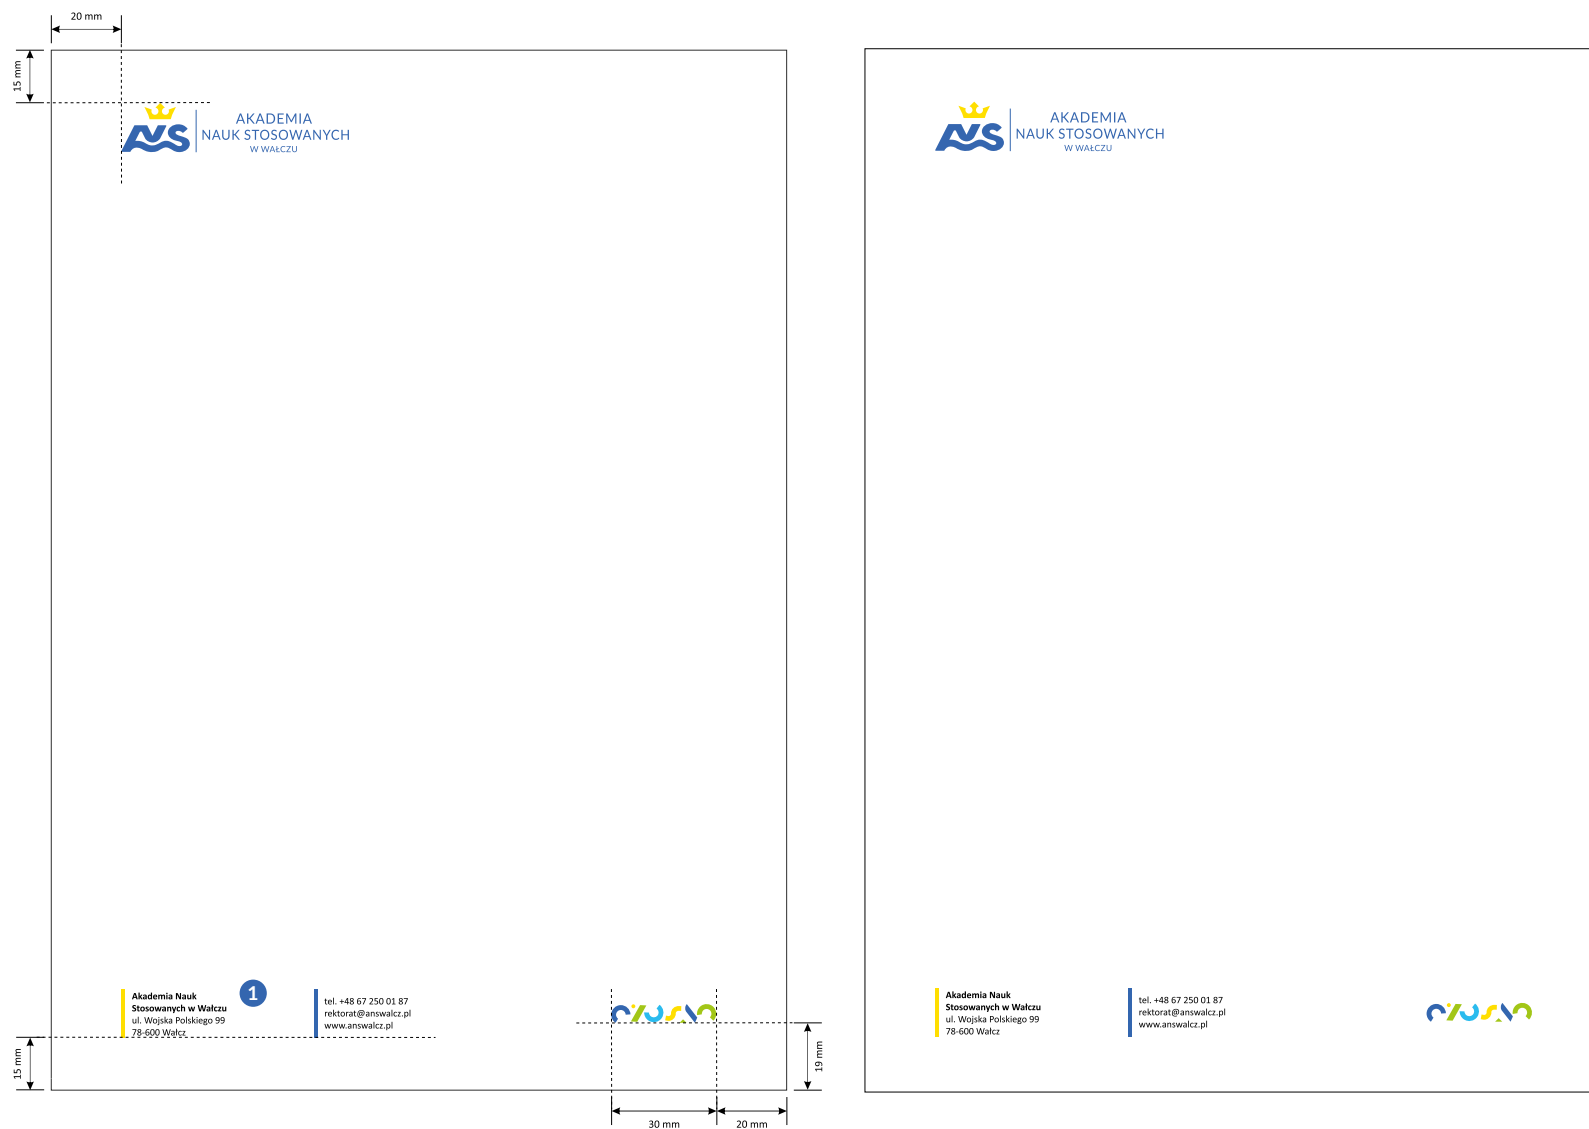 20 mm
15 mm
ANS
AKADEMIA
NAUK STOSOWANYCH
W WAŁCZU
ANS
AKADEMIA
NAUK STOSOWANYCH
W WAŁCZU
Akademia Nauk
Stosowanych w Wałczu
ul. Wojska Polskiego 99
78-600 Wałcz
1
tel. +48 67 250 01 87
rektorat@answalcz.pl
www.answalcz.pl
15 mm
19 mm
30 mm
20 mm
Akademia Nauk
Stosowanych w Wałczu
ul. Wojska Polskiego 99
78-600 Wałcz
tel. +48 67 250 01 87
rektorat@answalcz.pl
www.answalcz.pl